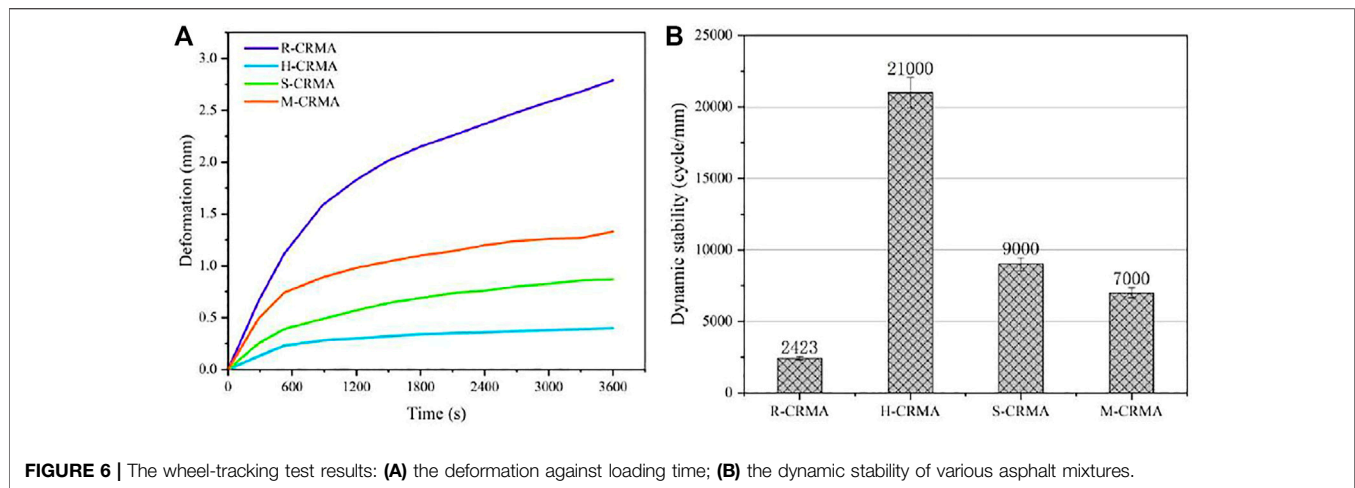 A
R-CRMA
H-CRMA
S-CRMA
M-CRMA
3.0
2.5
2.0
1.5
1.0
0.5
0.0
Deformation (mm)
0 600 1200 1800 2400 3000 3600
Time (s)
B
25000
20000
15000
10000
5000
0
Dynamic stability (cycle/mm)
2423
21000
9000
7000
R-CRMA H-CRMA S-CRMA M-CRMA
FIGURE 6 | The wheel-tracking test results: (A) the deformation against loading time; (B) the dynamic stability of various asphalt mixtures.